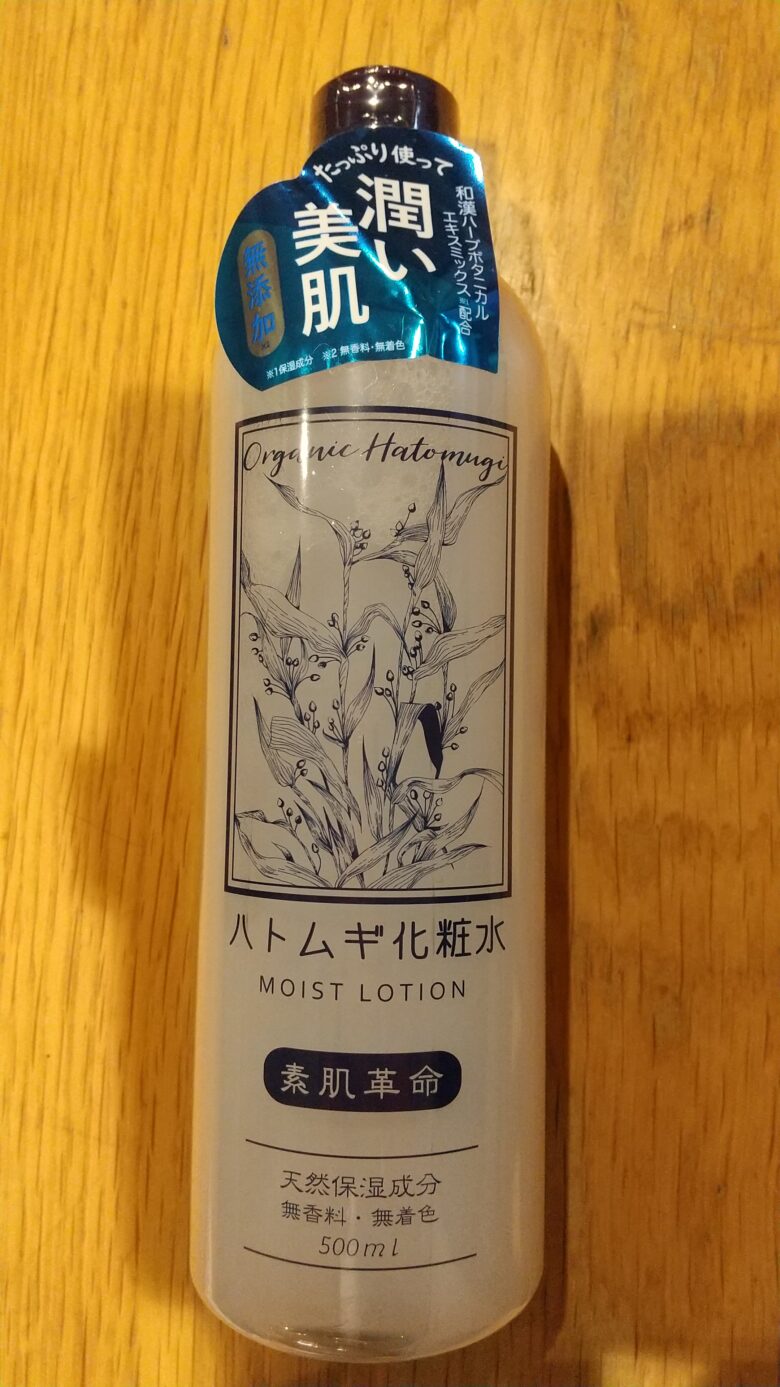 たっぷり使って
潤い
美肌
和漢ハーブボタニカル
エキスミックス※1配合
無添加※2
※1保湿成分 ※2 無香料・無着色
Organic Hatomugi
ハトムギ化粧水
MOIST LOTION
素肌革命
天然保湿成分
無香料・無着色
500ml